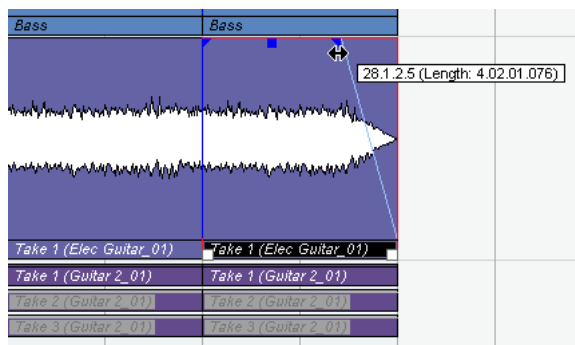 Bass Bass
28.1.2.5 (Length: 4.02.01.076)
Take 1 (Elec Guitar_01) Take 1 (Elec Guitar_01)
Take 1 (Guitar 2_01) Take 1 (Guitar 2_01)
Take 2 (Guitar 2_01) Take 2 (Guitar 2_01)
Take 3 (Guitar 2_01) Take 3 (Guitar 2_01)